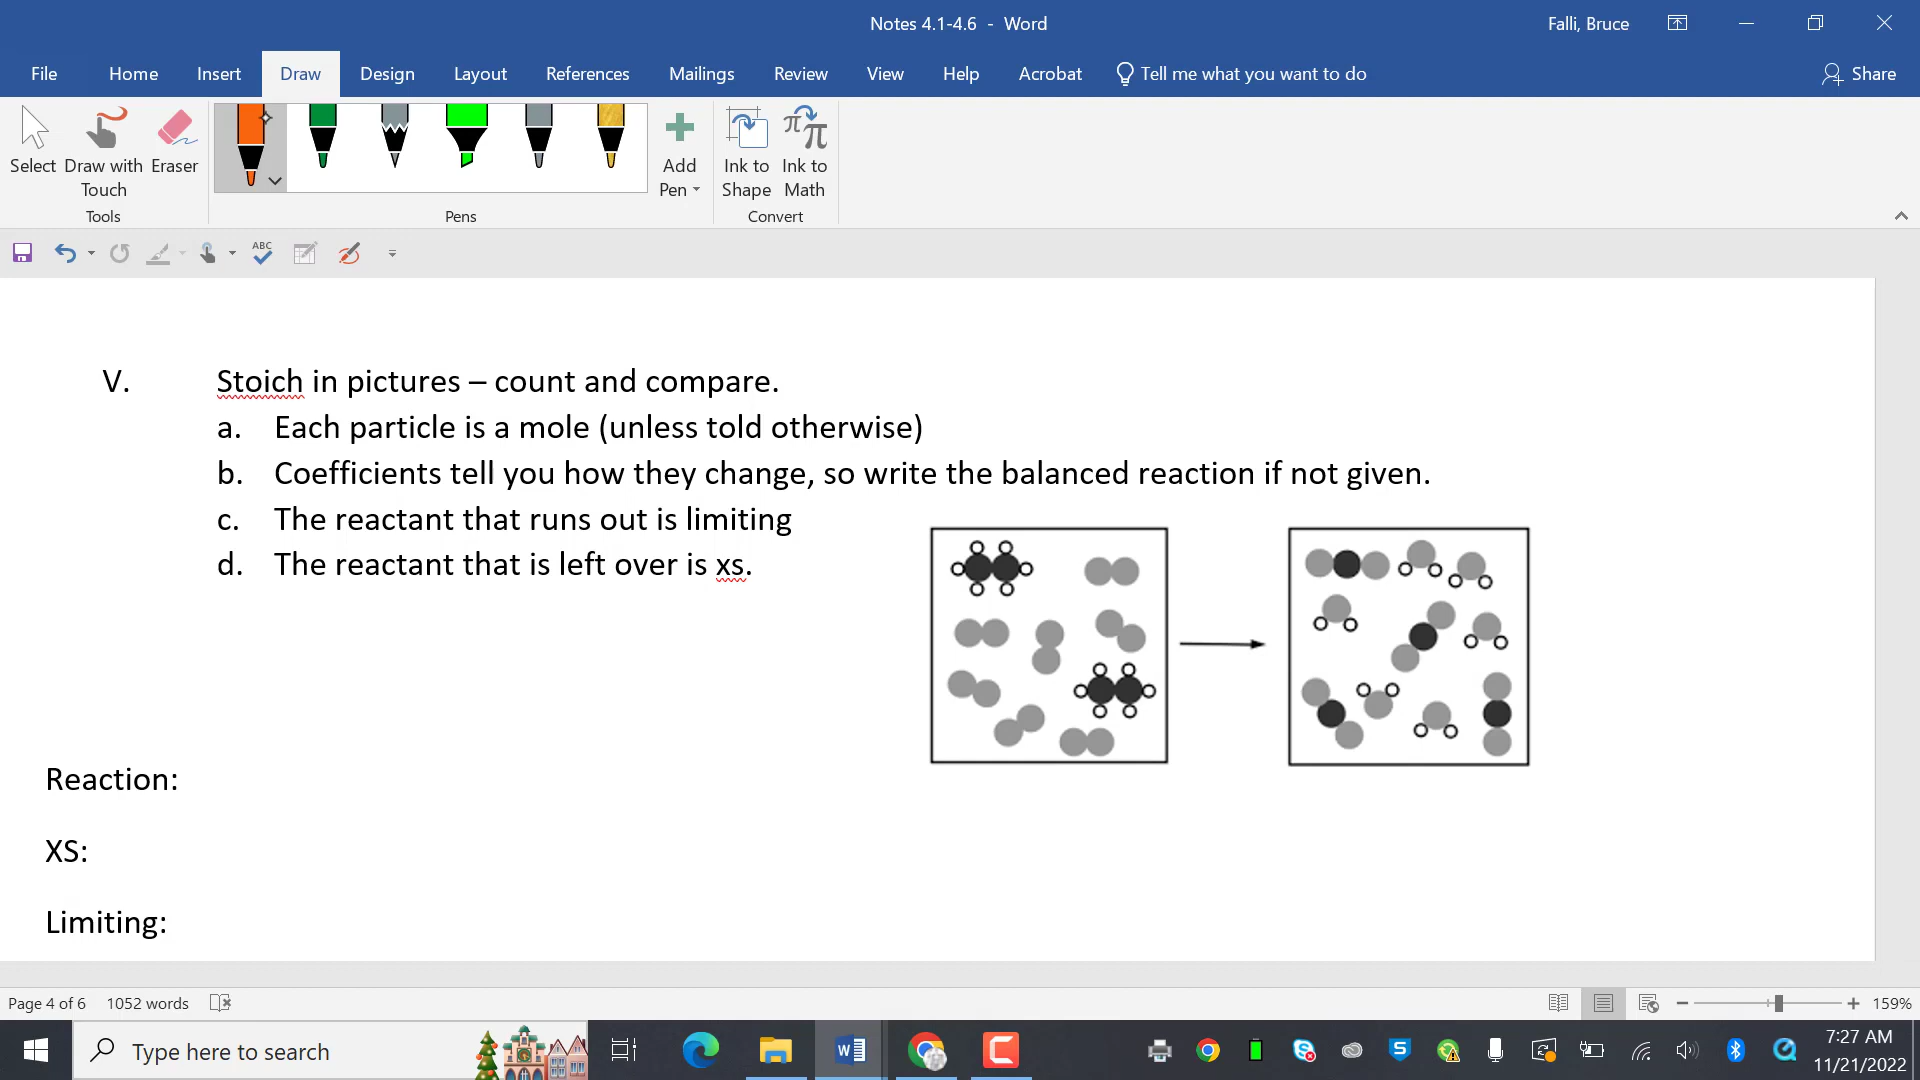 Notes 4.1-4.6 - Word
Falli, Bruce
File Home Insert Draw Design Layout References Mailings Review View Help Acrobat Tell me what you want to do Share
Select Draw with Touch Eraser Add Pen Ink to Shape Ink to Math
Tools Pens Convert
ABC
V. Stoich in pictures – count and compare.
a. Each particle is a mole (unless told otherwise)
b. Coefficients tell you how they change, so write the balanced reaction if not given.
c. The reactant that runs out is limiting
d. The reactant that is left over is xs.
Reaction:
XS:
Limiting:
Page 4 of 6 1052 words 159%
Type here to search
7:27 AM
11/21/2022